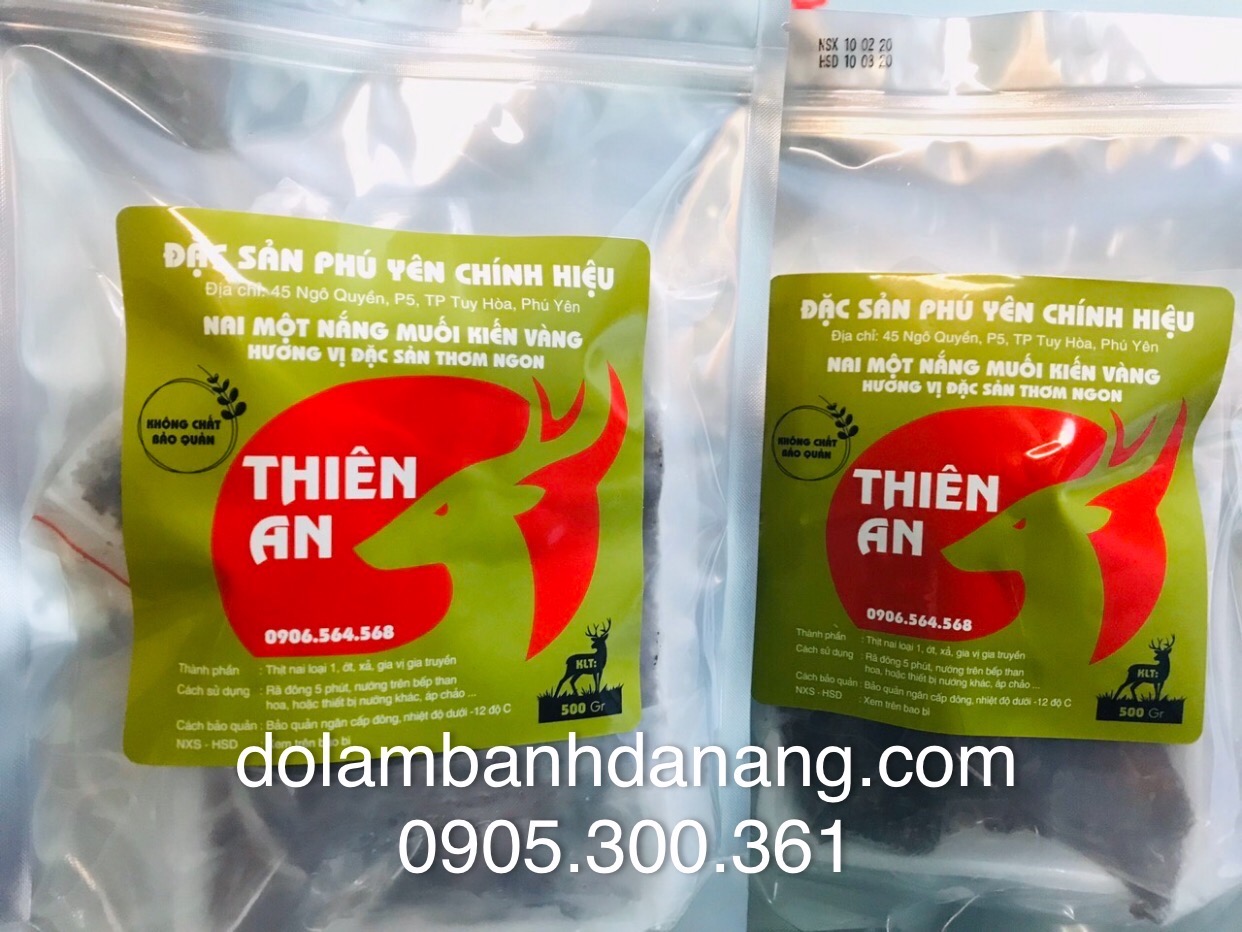 ĐẶC SẢN PHÚ YÊN CHÍNH HIỆU
Địa chỉ: 45 Ngô Quyền, P5, TP Tuy Hòa, Phú Yên
NAI MỘT NẮNG MUỐI KIẾN VÀNG
HƯƠNG VỊ ĐẶC SẢN THƠM NGON
KHÔNG CHẤT
BẢO QUẢN
THIÊN
AN
0906.564.568
Thành phần : Thịt nai loại 1, ớt, xả, gia vị gia truyền
Cách sử dụng : Rã đông 5 phút, nướng trên bếp than
hoa, hoặc thiết bị nướng khác, áp chảo ...
Cách bảo quản : Bảo quản ngăn cấp đông, nhiệt độ dưới -12 độ C
NXS - HSD : Xem trên bao bì
KLT:
500 Gr
NSX 10 02 20
HSD 10 08 20
ĐẶC SẢN PHÚ YÊN CHÍNH HIỆU
Địa chỉ: 45 Ngô Quyền, P5, TP Tuy Hòa, Phú Yên
NAI MỘT NẮNG MUỐI KIẾN VÀNG
HƯƠNG VỊ ĐẶC SẢN THƠM NGON
KHÔNG CHẤT
BẢO QUẢN
THIÊN
AN
0906.564.568
Thành phần : Thịt nai loại 1, ớt, xả, gia vị gia truyền
Cách sử dụng : Rã đông 5 phút, nướng trên bếp than
hoa, hoặc thiết bị nướng khác, áp chảo ...
Cách bảo quản : Bảo quản ngăn cấp đông, nhiệt độ dưới -12 độ C
NXS - HSD : Xem trên bao bì
KLT:
500 Gr
dolambanhdanang.com
0905.300.361